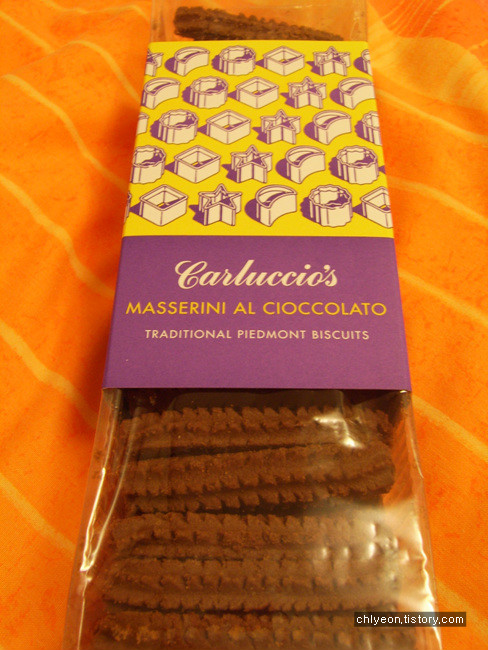 Carluccio's
MASSERINI AL CIOCCOLATO
TRADITIONAL PIEDMONT BISCUITS
chlyeon.tistory.com